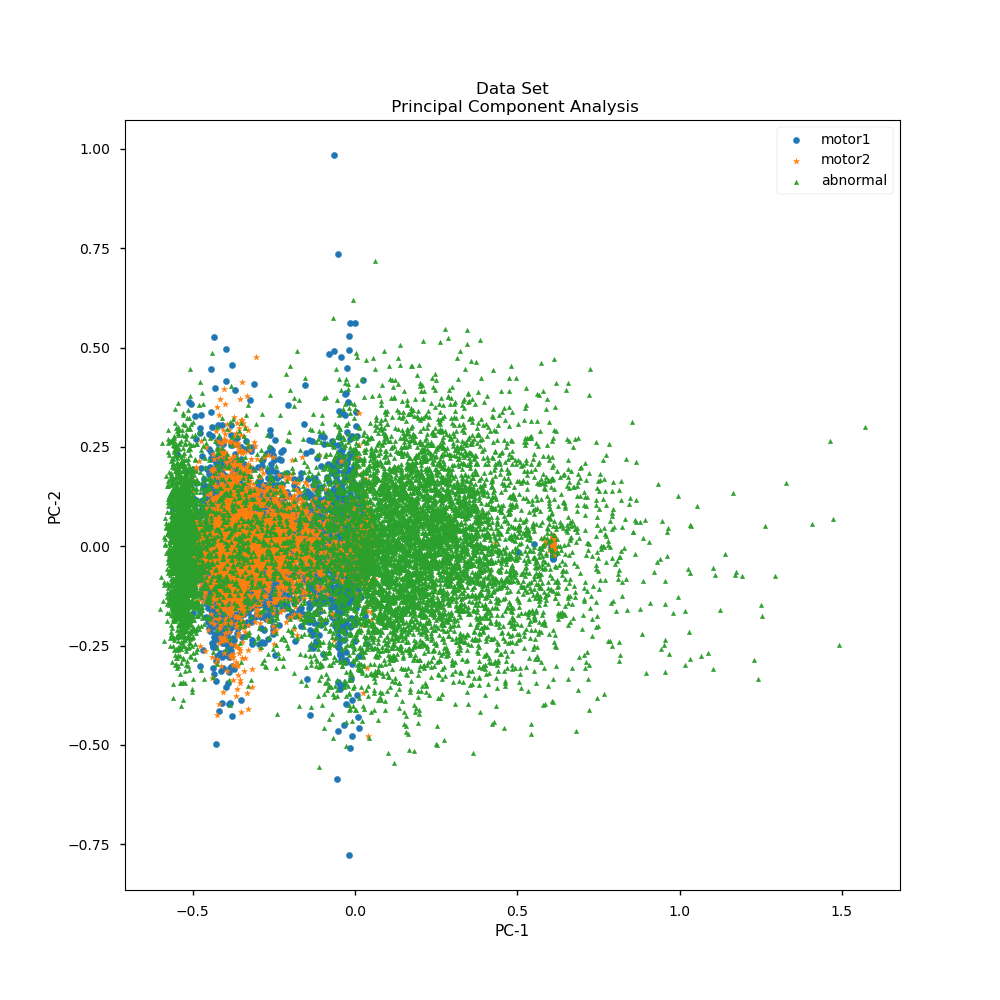 Data Set
Principal Component Analysis
motor1
motor2
abnormal
1.00
0.75
0.50
0.25
0.00
−0.25
−0.50
−0.75
PC-2
−0.5
0.0
0.5
1.0
1.5
PC-1